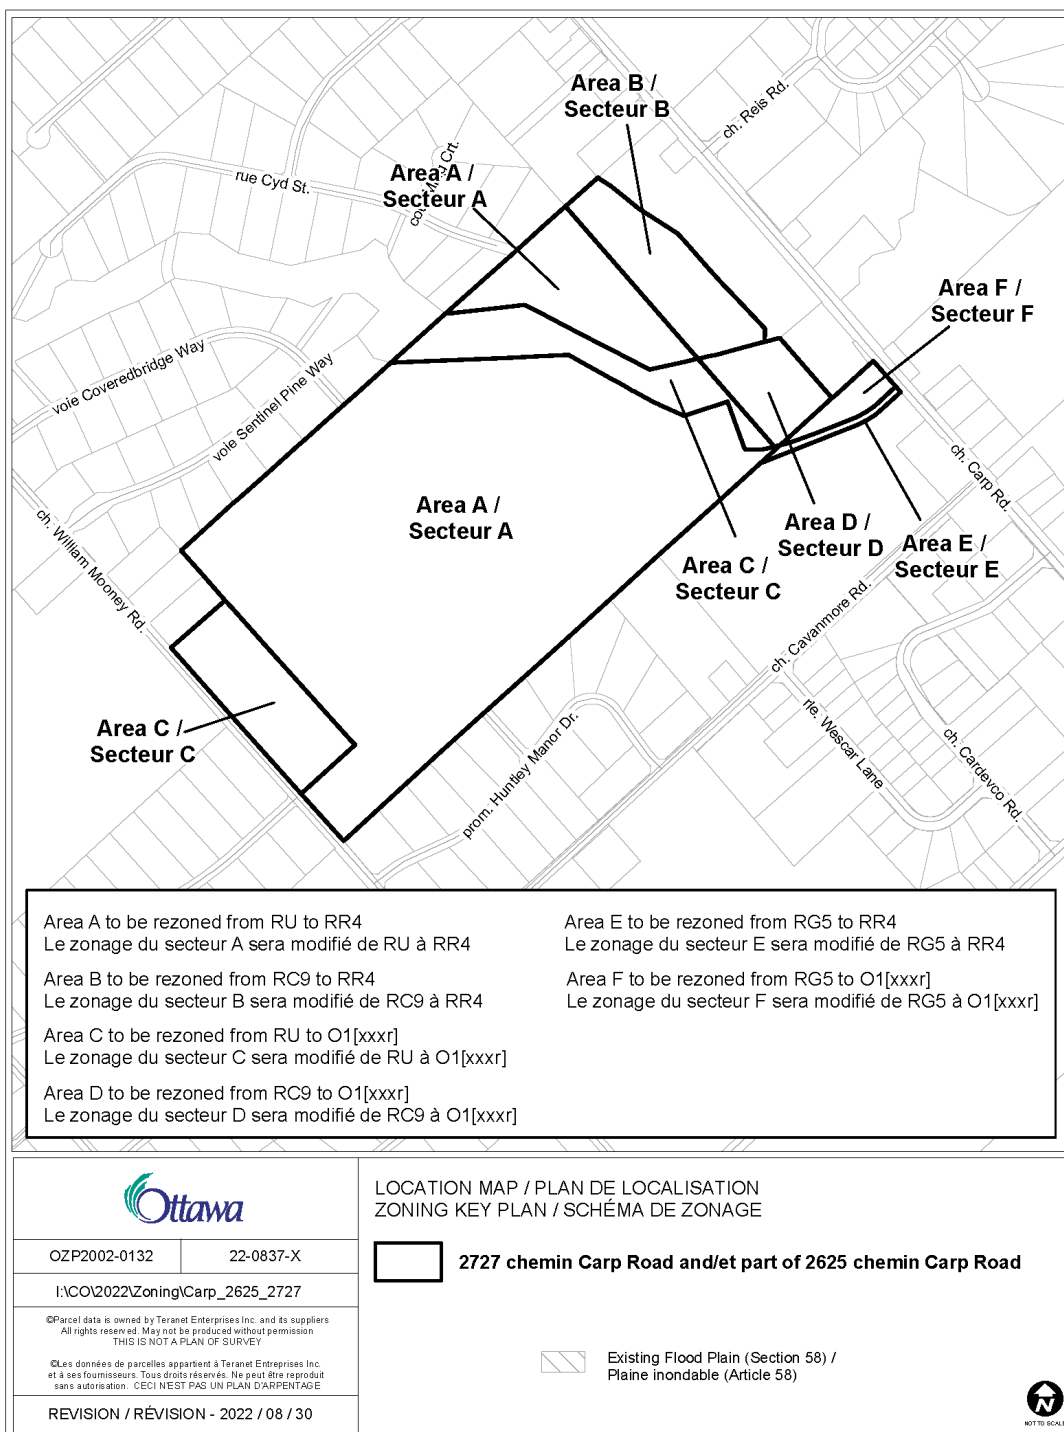 Area B /
Secteur B
ch. Reis Rd.
Area A /
Secteur A
rue Cyd St.
Crt.
Area F /
Secteur F
voie Coveredbridge Way
voie Sentinel Pine Way
ch. Carp Rd.
Area A /
Secteur A
Area D /
Secteur D
Area E /
Secteur E
Area C /
Secteur C
ch. William Mooney Rd.
ch. Cavanmore Rd.
Area C /
Secteur C
prom. Huntley Manor Dr.
rle. Wescar Lane
ch. Cardevco Rd.
Area A to be rezoned from RU to RR4
Le zonage du secteur A sera modifié de RU à RR4
Area B to be rezoned from RC9 to RR4
Le zonage du secteur B sera modifié de RC9 à RR4
Area C to be rezoned from RU to O1[xxxr]
Le zonage du secteur C sera modifié de RU à O1[xxxr]
Area D to be rezoned from RC9 to O1[xxxr]
Le zonage du secteur D sera modifié de RC9 à O1[xxxr]
Area E to be rezoned from RG5 to RR4
Le zonage du secteur E sera modifié de RG5 à RR4
Area F to be rezoned from RG5 to O1[xxxr]
Le zonage du secteur F sera modifié de RG5 à O1[xxxr]
Ottawa
OZP2002-0132
22-0837-X
I:\CO\2022\Zoning\Carp_2625_2727
©Parcel data is owned by Teranet Enterprises Inc. and its suppliers
All rights reserved. May not be produced without permission
THIS IS NOT A PLAN OF SURVEY
©Les données de parcelles appartient à Teranet Entreprises Inc.
et à ses fournisseurs. Tous droits réservés. Ne peut être reproduit
sans autorisation. CECI N'EST PAS UN PLAN D'ARPENTAGE
REVISION / RÉVISION - 2022 / 08 / 30
LOCATION MAP / PLAN DE LOCALISATION
ZONING KEY PLAN / SCHÉMA DE ZONAGE
2727 chemin Carp Road and/et part of 2625 chemin Carp Road
Existing Flood Plain (Section 58) /
Plaine inondable (Article 58)
N
NOT TO SCALE